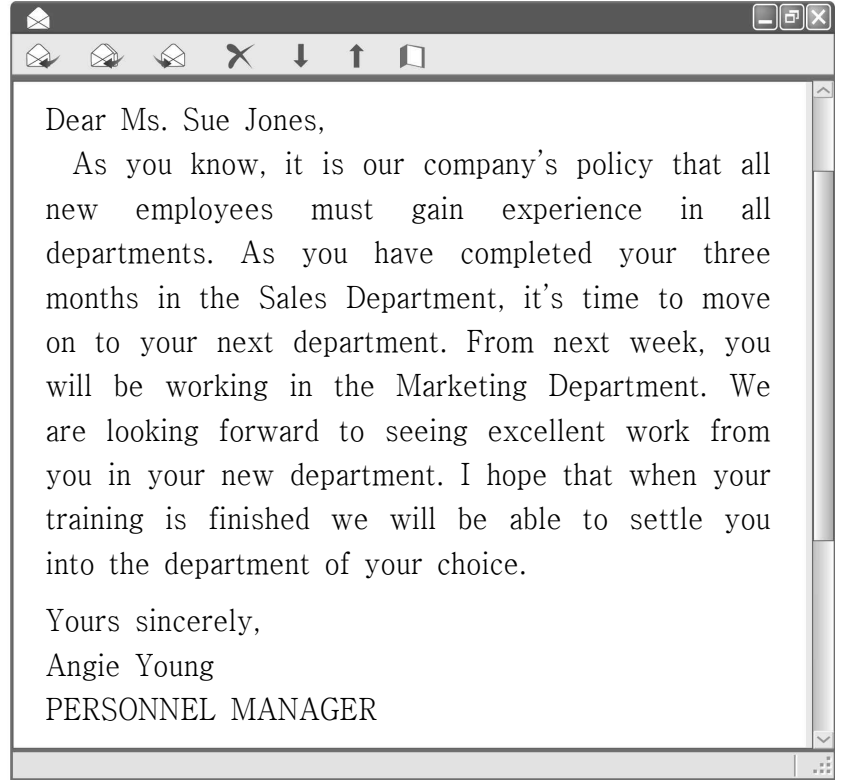 Dear Ms. Sue Jones,
As you know, it is our company's policy that all
new employees must gain experience in all
departments. As you have completed your three
months in the Sales Department, it's time to move
on to your next department. From next week, you
will be working in the Marketing Department. We
are looking forward to seeing excellent work from
you in your new department. I hope that when your
training is finished we will be able to settle you
into the department of your choice.
Yours sincerely,
Angie Young
PERSONNEL MANAGER